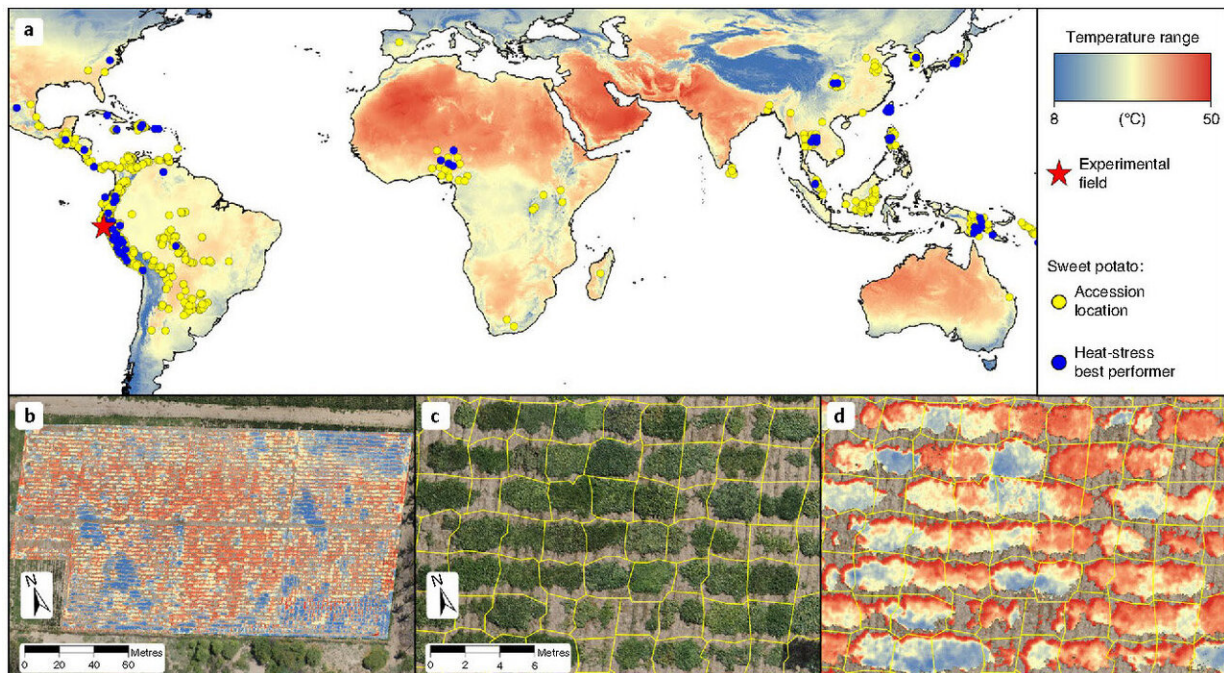 a
Temperature range
8 (°C) 50
Experimental
field
Sweet potato:
Accession
location
Heat-stress
best performer
b
N
0 20 40 60 Metres
c
N
0 2 4 6 Metres
d